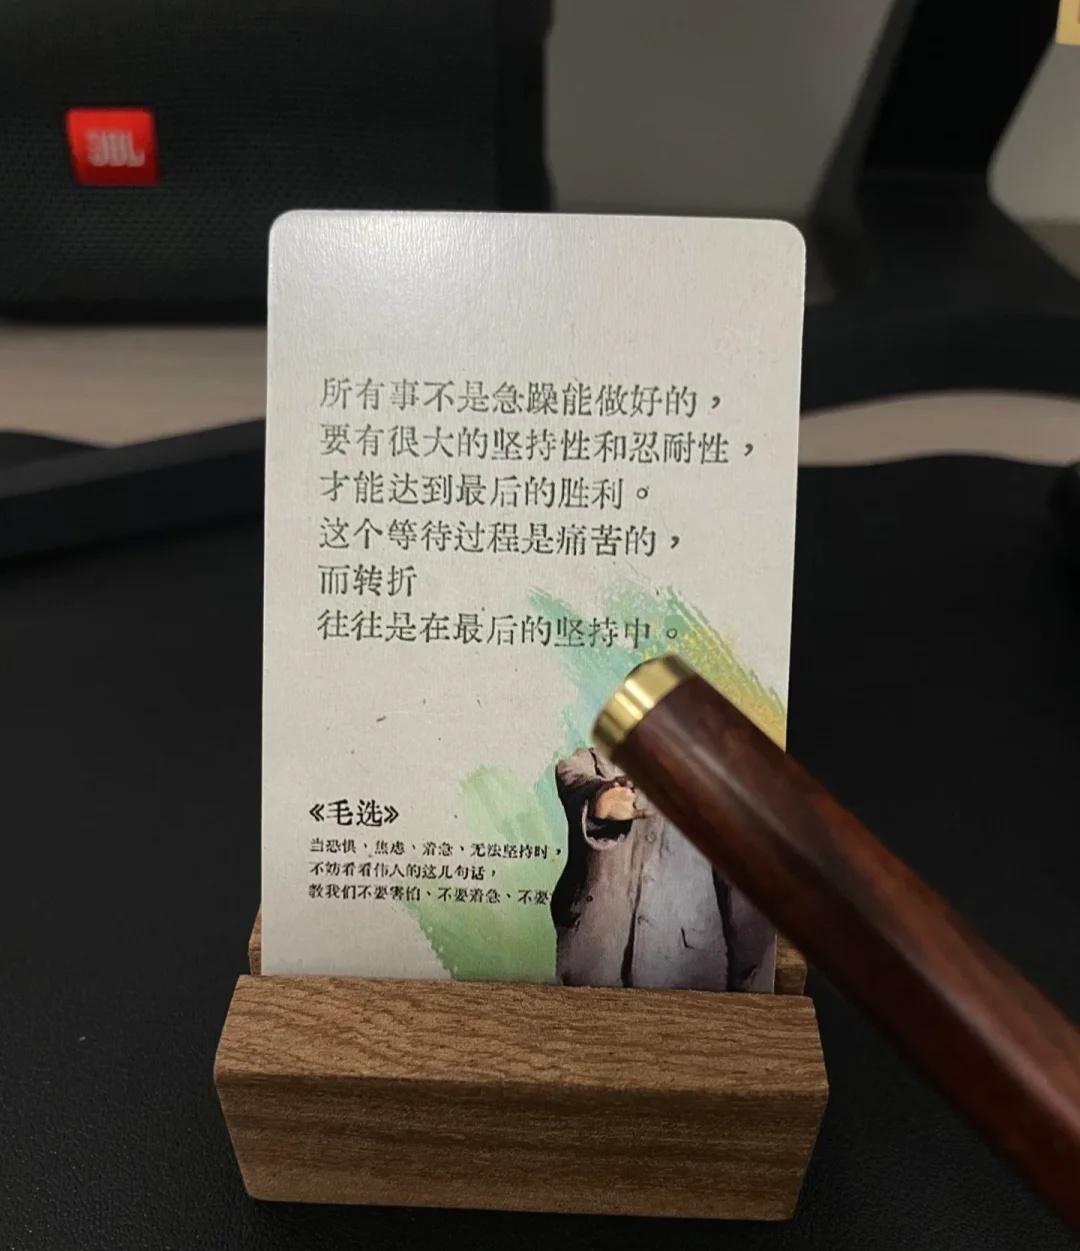 JBL
所有事不是急躁能做好的，
要有很大的坚持性和忍耐性，
才能达到最后的胜利。
这个等待过程是痛苦的，
而转折
往往是在最后的坚持中。
《毛选》
当恐惧、焦虑、着急、无法坚持时，
不妨看看伟人的这几句话，
教我们不要害怕、不要着急、不要